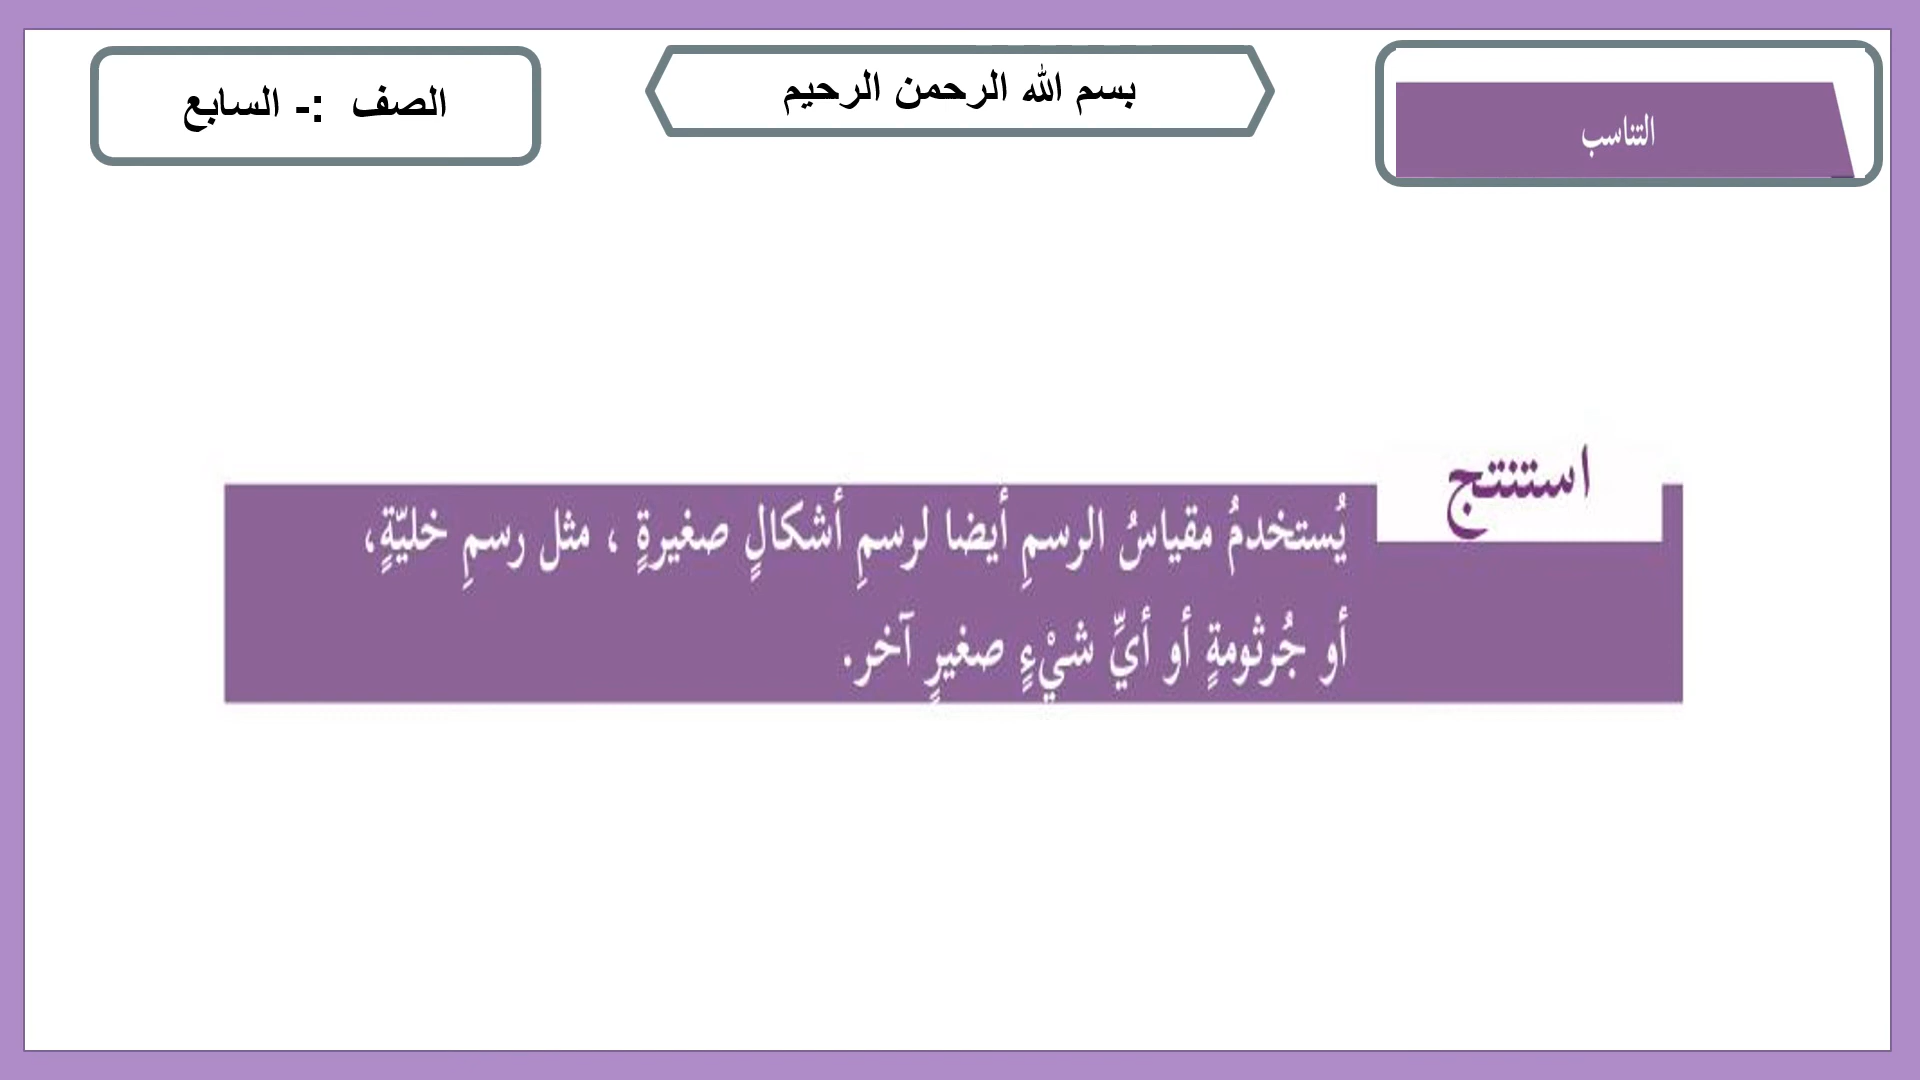 التناسب
بسم الله الرحمن الرحيم
الصف :- السابع
استنتج
يُستخدمُ مقياسُ الرسمِ أيضا لرسمِ أشكالٍ صغيرةٍ ، مثل رسمِ خليّةٍ،
أو جُرثومةٍ أو أيِّ شيْءٍ صغيرٍ آخر.